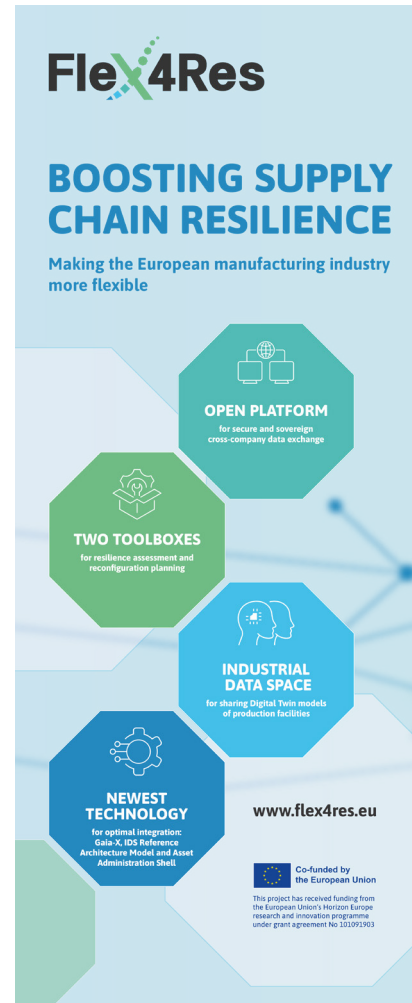 Flex4Res
BOOSTING SUPPLY
CHAIN RESILIENCE
Making the European manufacturing industry
more flexible
OPEN PLATFORM
for secure and sovereign
cross-company data exchange
TWO TOOLBOXES
for resilience assessment and
reconfiguration planning
INDUSTRIAL
DATA SPACE
for sharing Digital Twin models
of production facilities
NEWEST
TECHNOLOGY
for optimal integration:
Gaia-X, IDS Reference
Architecture Model and Asset
Administration Shell
www.flex4res.eu
Co-funded by
the European Union
This project has received funding from
the European Union's Horizon Europe
research and innovation programme
under grant agreement No 101091903